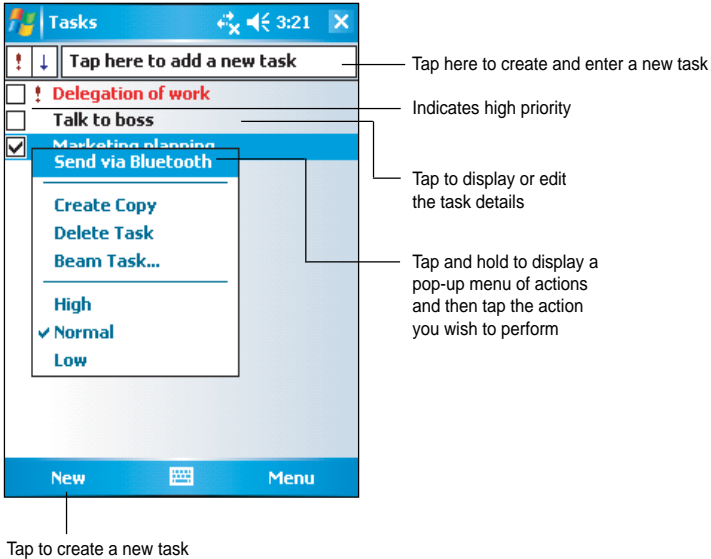 Tasks 3:21
! ↓ Tap here to add a new task
! Delegation of work
Talk to boss
Marketing planning
Send via Bluetooth
Create Copy
Delete Task
Beam Task...
High
Normal
Low
New Menu
Tap here to create and enter a new task
Indicates high priority
Tap to display or edit
the task details
Tap and hold to display a
pop-up menu of actions
and then tap the action
you wish to perform
Tap to create a new task